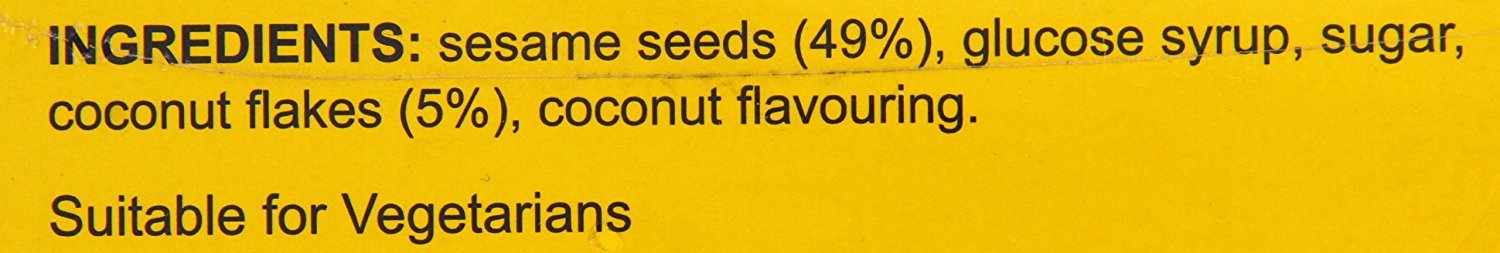 INGREDIENTS: sesame seeds (49%), glucose syrup, sugar,
coconut flakes (5%), coconut flavouring.
Suitable for Vegetarians